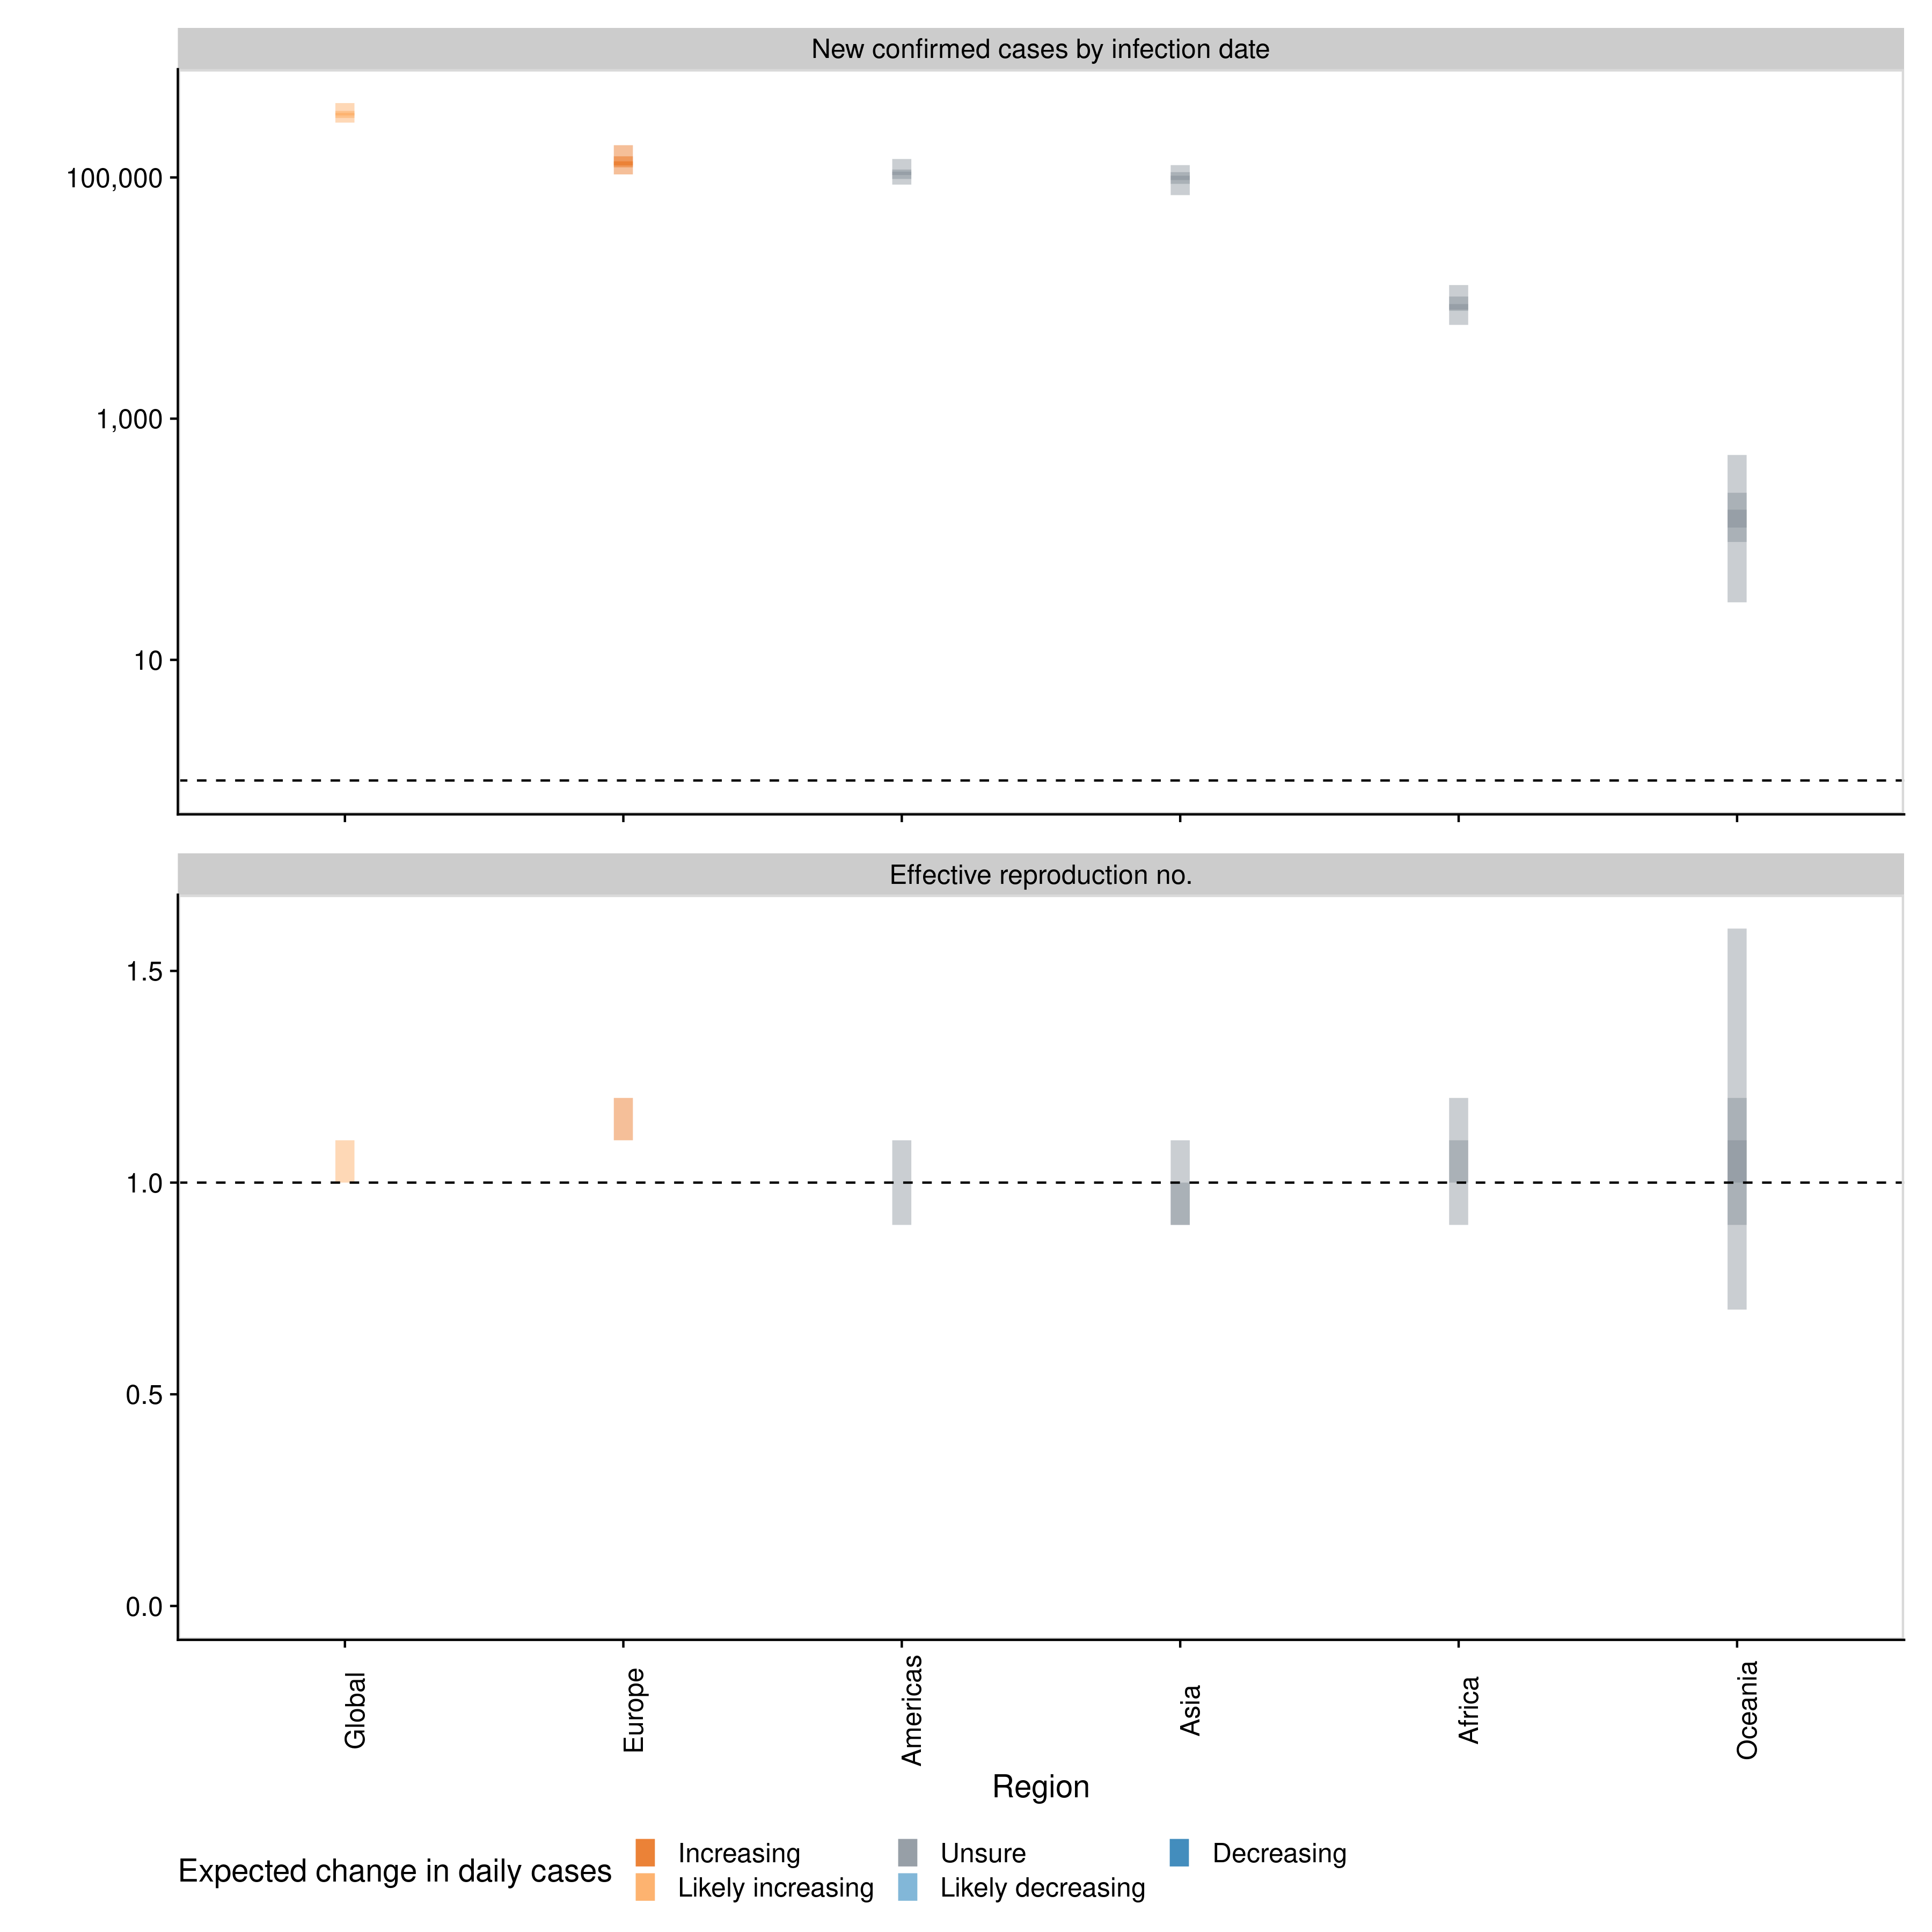 New confirmed cases by infection date
100,000
1,000
10
Effective reproduction no.
1.5
1.0
0.5
0.0
Global
Europe
Americas
Asia
Africa
Oceania
Region
Expected change in daily cases
Increasing
Unsure
Decreasing
Likely increasing
Likely decreasing